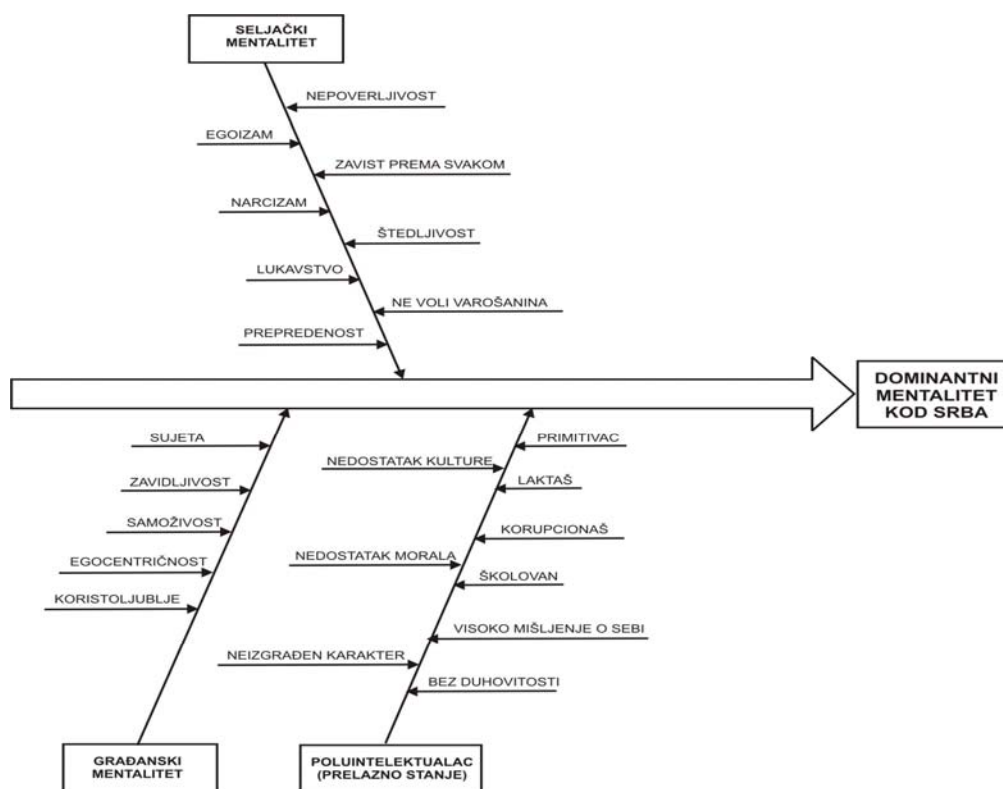 SELJAČKI
MENTALITET
NEPOVERLJIVOST
EGOIZAM
ZAVIST PREMA SVAKOM
NARCIZAM
ŠTEDLJIVOST
LUKAVSTVO
NE VOLI VAROŠANINA
PREPREDENOST
DOMINANTNI
MENTALITET
KOD SRBA
SUJETA
ZAVIDLJIVOST
SAMOŽIVOST
EGOCENTRIČNOST
KORISTOLJUBLJE
GRAĐANSKI
MENTALITET
PRIMITIVAC
NEDOSTATAK KULTURE
LAKTAŠ
KORUPCIONAŠ
NEDOSTATAK MORALA
ŠKOLOVAN
VISOKO MIŠLJENJE O SEBI
NEIZGRAĐEN KARAKTER
BEZ DUHOVITOSTI
POLUINTELEKTUALAC
(PRELAZNO STANJE)